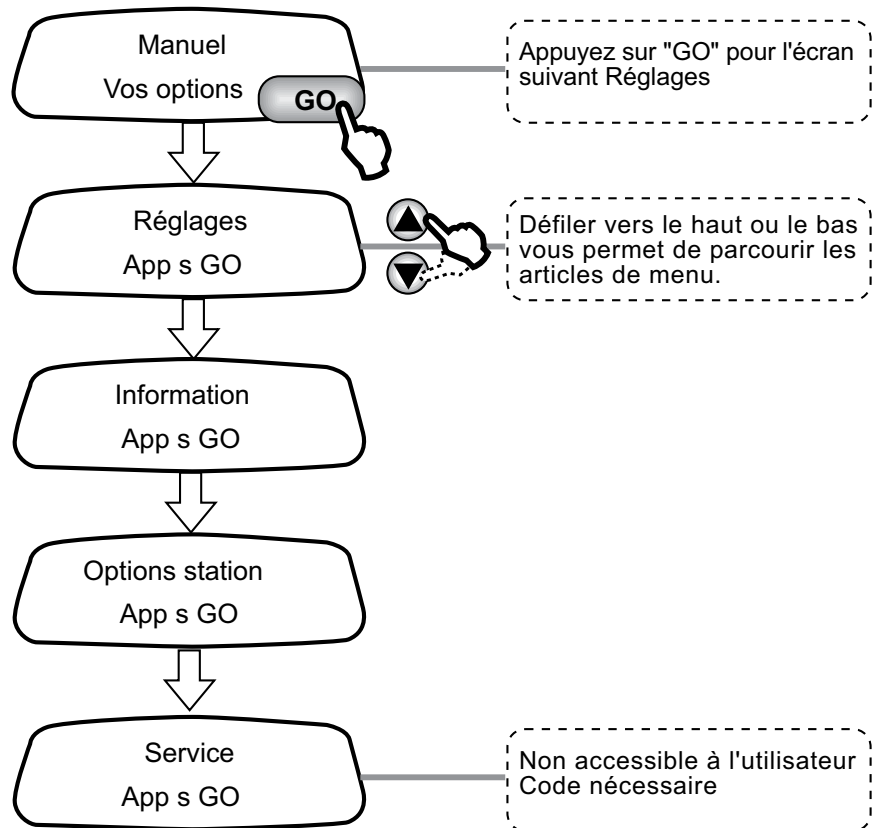 Manuel
Vos options
GO
Appuyez sur "GO" pour l'écran
suivant Réglages
Réglages
App s GO
Défiler vers le haut ou le bas
vous permet de parcourir les
articles de menu.
Information
App s GO
Options station
App s GO
Service
App s GO
Non accessible à l'utilisateur
Code nécessaire